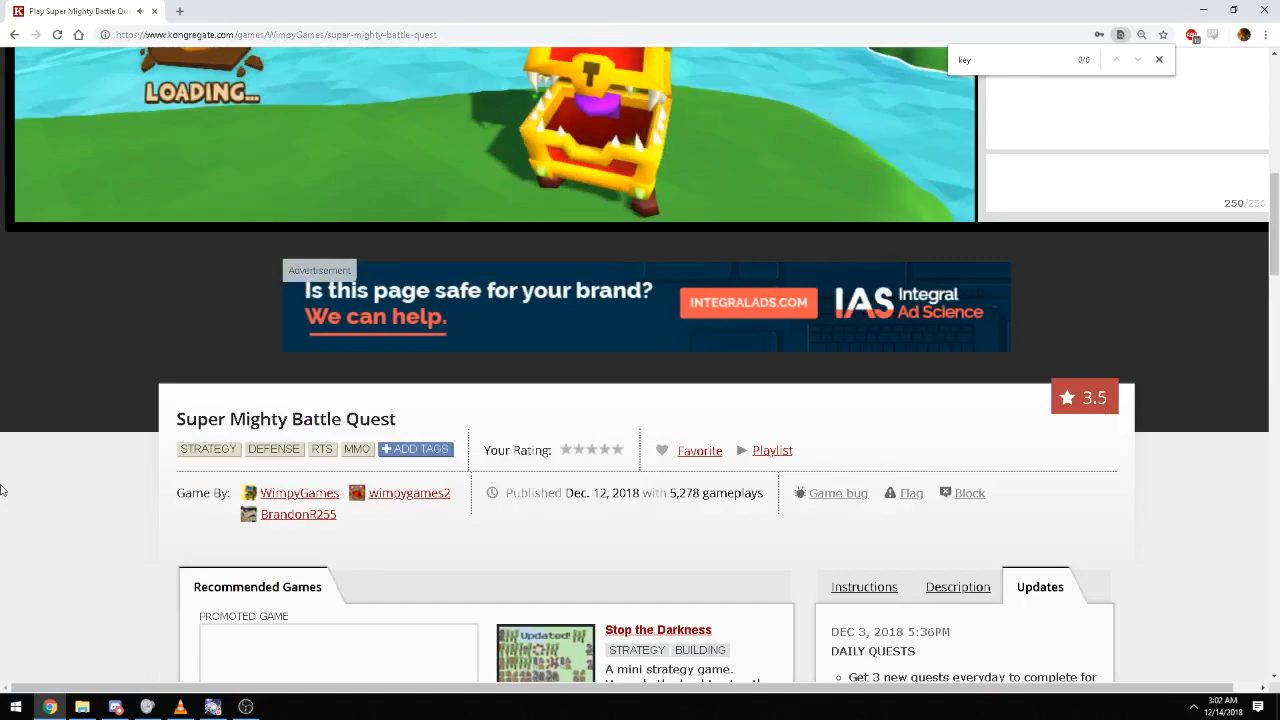 Play Super Mighty Battle Qu
https://www.kongregate.com/games/WimpyGames/super-mighty-battle-quest
key 0/0
LOADING...
T
250/250
Advertisement
Is this page safe for your brand?
We can help.
INTEGRALADS.COM
IAS Integral
Ad Science
3.5
Super Mighty Battle Quest
STRATEGY DEFENSE RTS MMO ADD TAGS
Your Rating:
Favorite
Playlist
Game By: WimpyGames wimpygames2
BrandonR255
Published Dec. 12, 2018 with 5,278 gameplays
Game bug Flag Block
Recommended Games
PROMOTED GAME
Updated!
Stop the Darkness
STRATEGY BUILDING
A mini strategy game.
Instructions Description Updates
DEC 3, 2018 5:36PM
DAILY QUESTS
Get 3 new quests everyday to complete for
3:02 AM
12/14/2018